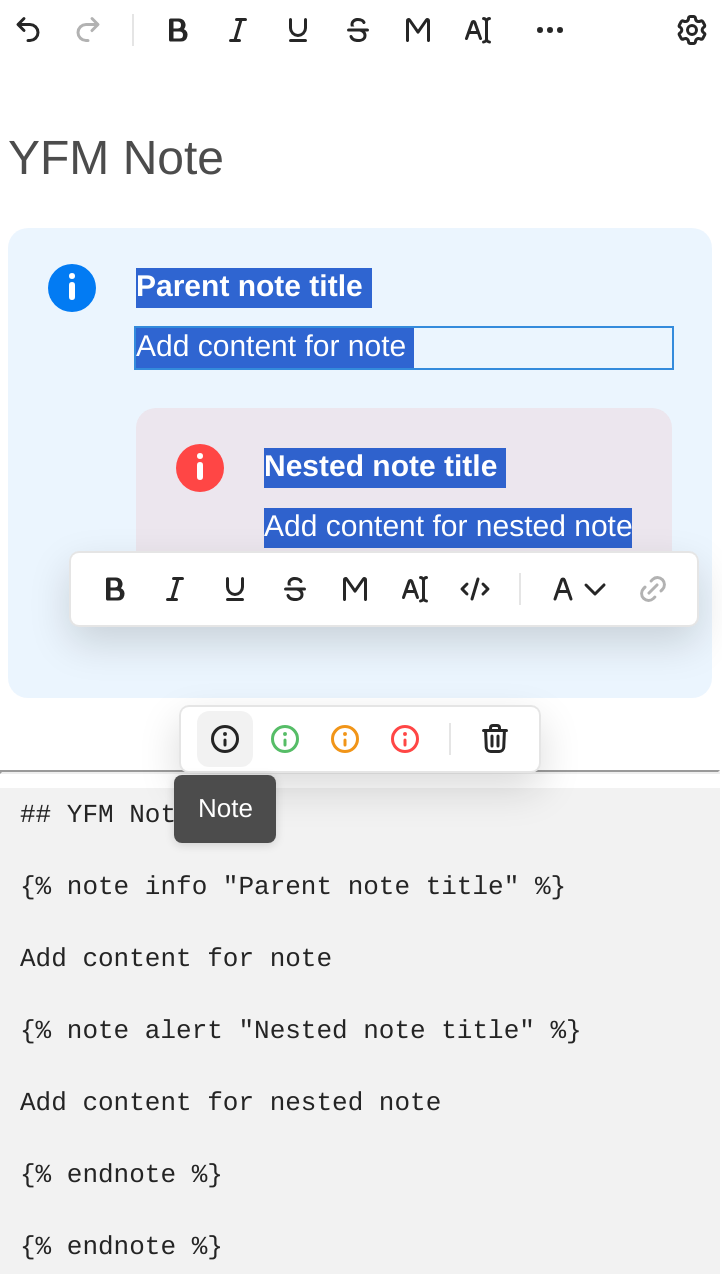 YFM Note
Parent note title
Add content for note
Nested note title
Add content for nested note
Note
## YFM Not
{% note info "Parent note title" %}
Add content for note
{% note alert "Nested note title" %}
Add content for nested note
{% endnote %}
{% endnote %}